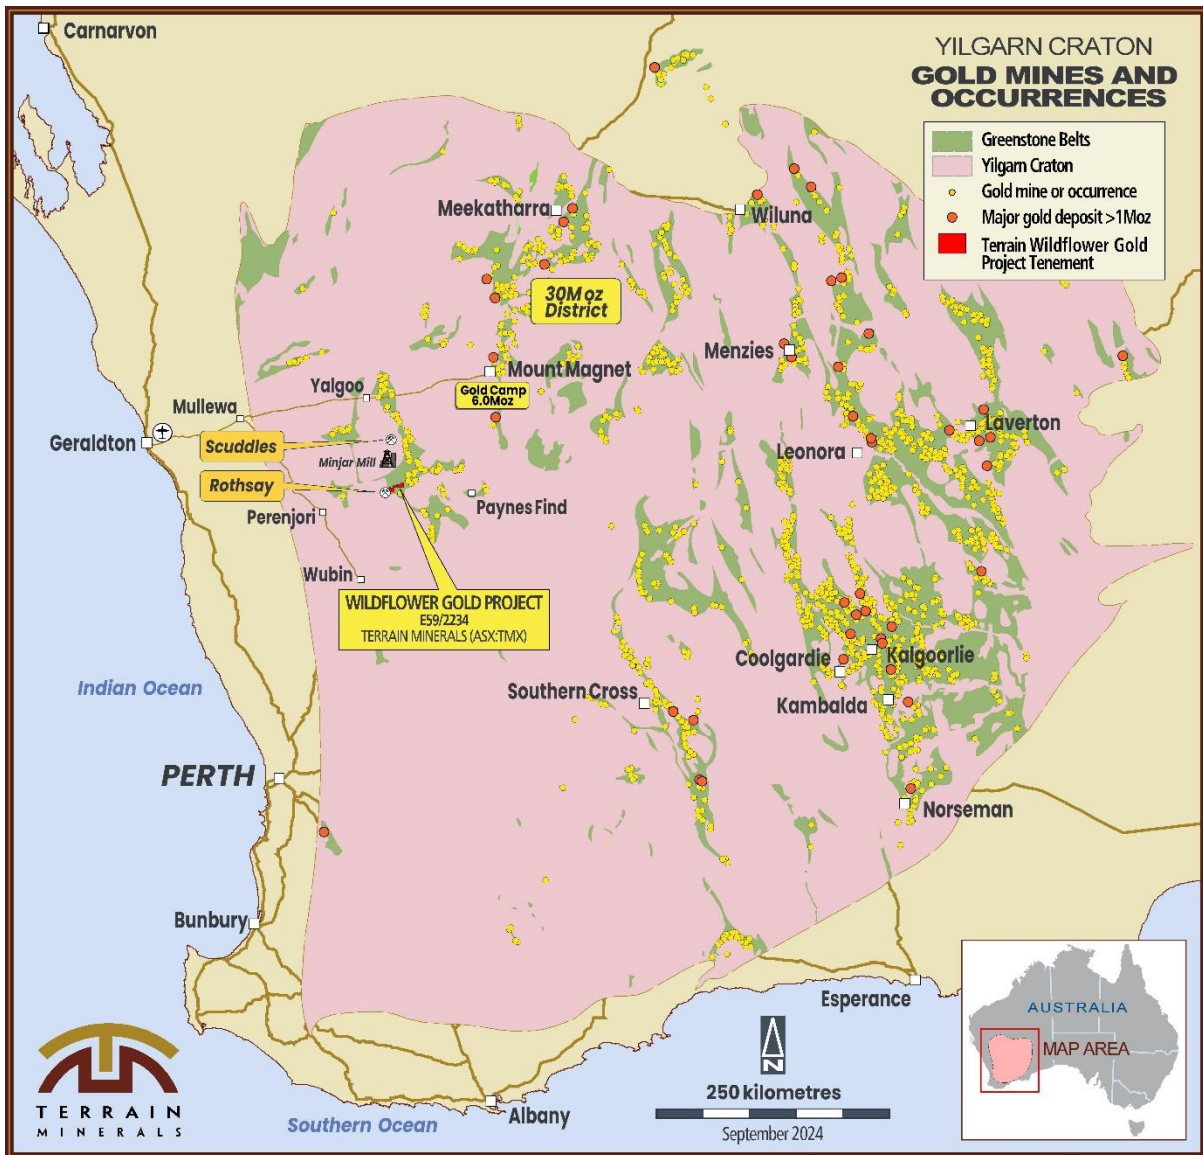 Carnarvon
YILGARN CRATON
GOLD MINES AND
OCCURRENCES
Greenstone Belts
Yilgarn Craton
Gold mine or occurrence
Major gold deposit >1Moz
Terrain Wildflower Gold
Project Tenement
Meekatharra
Wiluna
30M oz
District
Menzies
Mount Magnet
Gold Camp
6.0Moz
Yalgoo
Mullewa
Geraldton
Scuddles
Minjar Mill
Rothsay
Laverton
Leonora
Perenjori
Paynes Find
Wubin
WILDFLOWER GOLD PROJECT
E59/2234
TERRAIN MINERALS (ASX:TMX)
Coolgardie
Kalgoorlie
Indian Ocean
Southern Cross
Kambalda
PERTH
Norseman
Bunbury
Esperance
AUSTRALIA
MAP AREA
N
250 kilometres
September 2024
TERRAIN
MINERALS
Southern Ocean
Albany